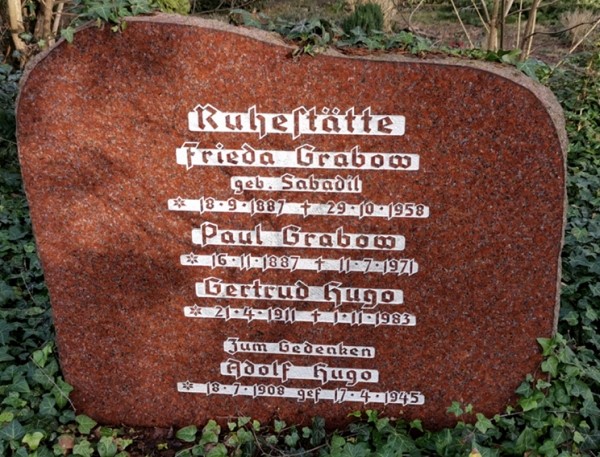 Ruheſtätte
Frieda Grabow
geb. Sabadil
* 18·9·1887 † 29·10·1958
Paul Grabow
* 16·11·1887 † 11·7·1971
Gertrud Hugo
* 21·4·1911 † 1·11·1983
Zum Gedenken
Adolf Hugo
* 18·7·1908 gef 17·4·1945